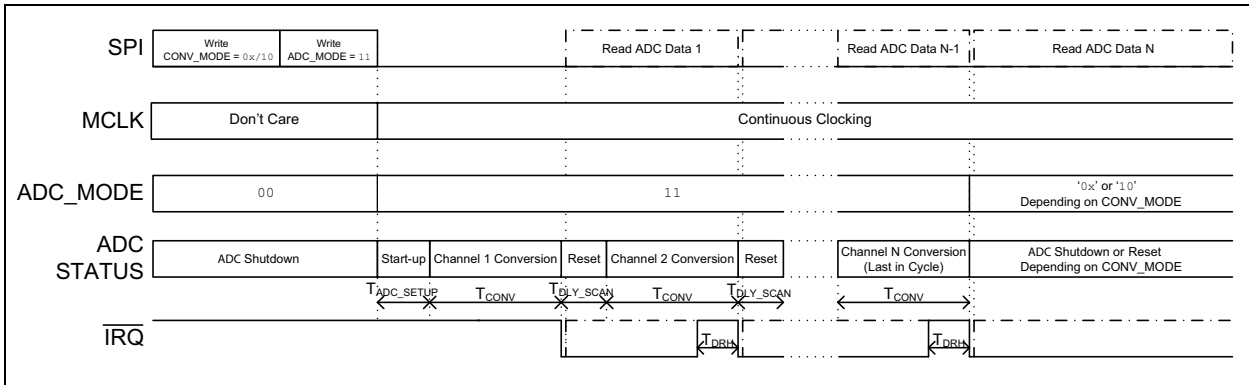 SPI
Write
CONV_MODE = 0x/10
Write
ADC_MODE = 11
Read ADC Data 1
Read ADC Data N-1
Read ADC Data N
MCLK
Don't Care
Continuous Clocking
ADC_MODE
00
11
'0x' or '10'
Depending on CONV_MODE
ADC
STATUS
ADC Shutdown
Start-up
Channel 1 Conversion
Reset
Channel 2 Conversion
Reset
Channel N Conversion
(Last in Cycle)
ADC Shutdown or Reset
Depending on CONV_MODE
TADC_SETUP
TCONV
TDLY_SCAN
TCONV
TDLY_SCAN
TCONV
IRQ
TDRH
TDRH